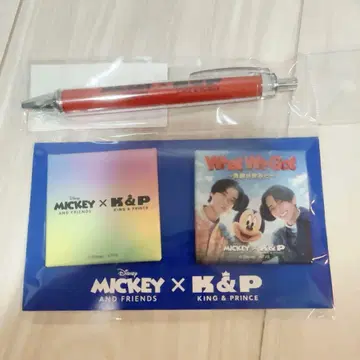 Disney
MICKEY × K&P
AND FRIENDS KING & PRINCE
What We Got
MICKEY × K&P
Disney
MICKEY × K&P
AND FRIENDS KING & PRINCE